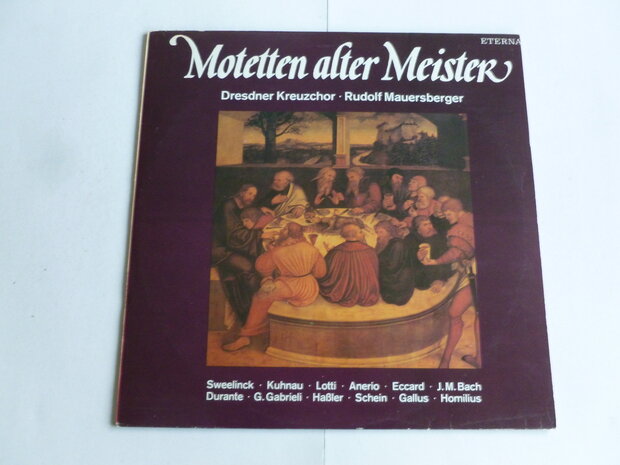 ETERNA
Motetten alter Meister
Dresdner Kreuzchor · Rudolf Mauersberger
Sweelinck · Kuhnau · Lotti · Anerio · Eccard · J.M.Bach
Durante · G.Gabrieli · Haßler · Schein · Gallus · Homilius